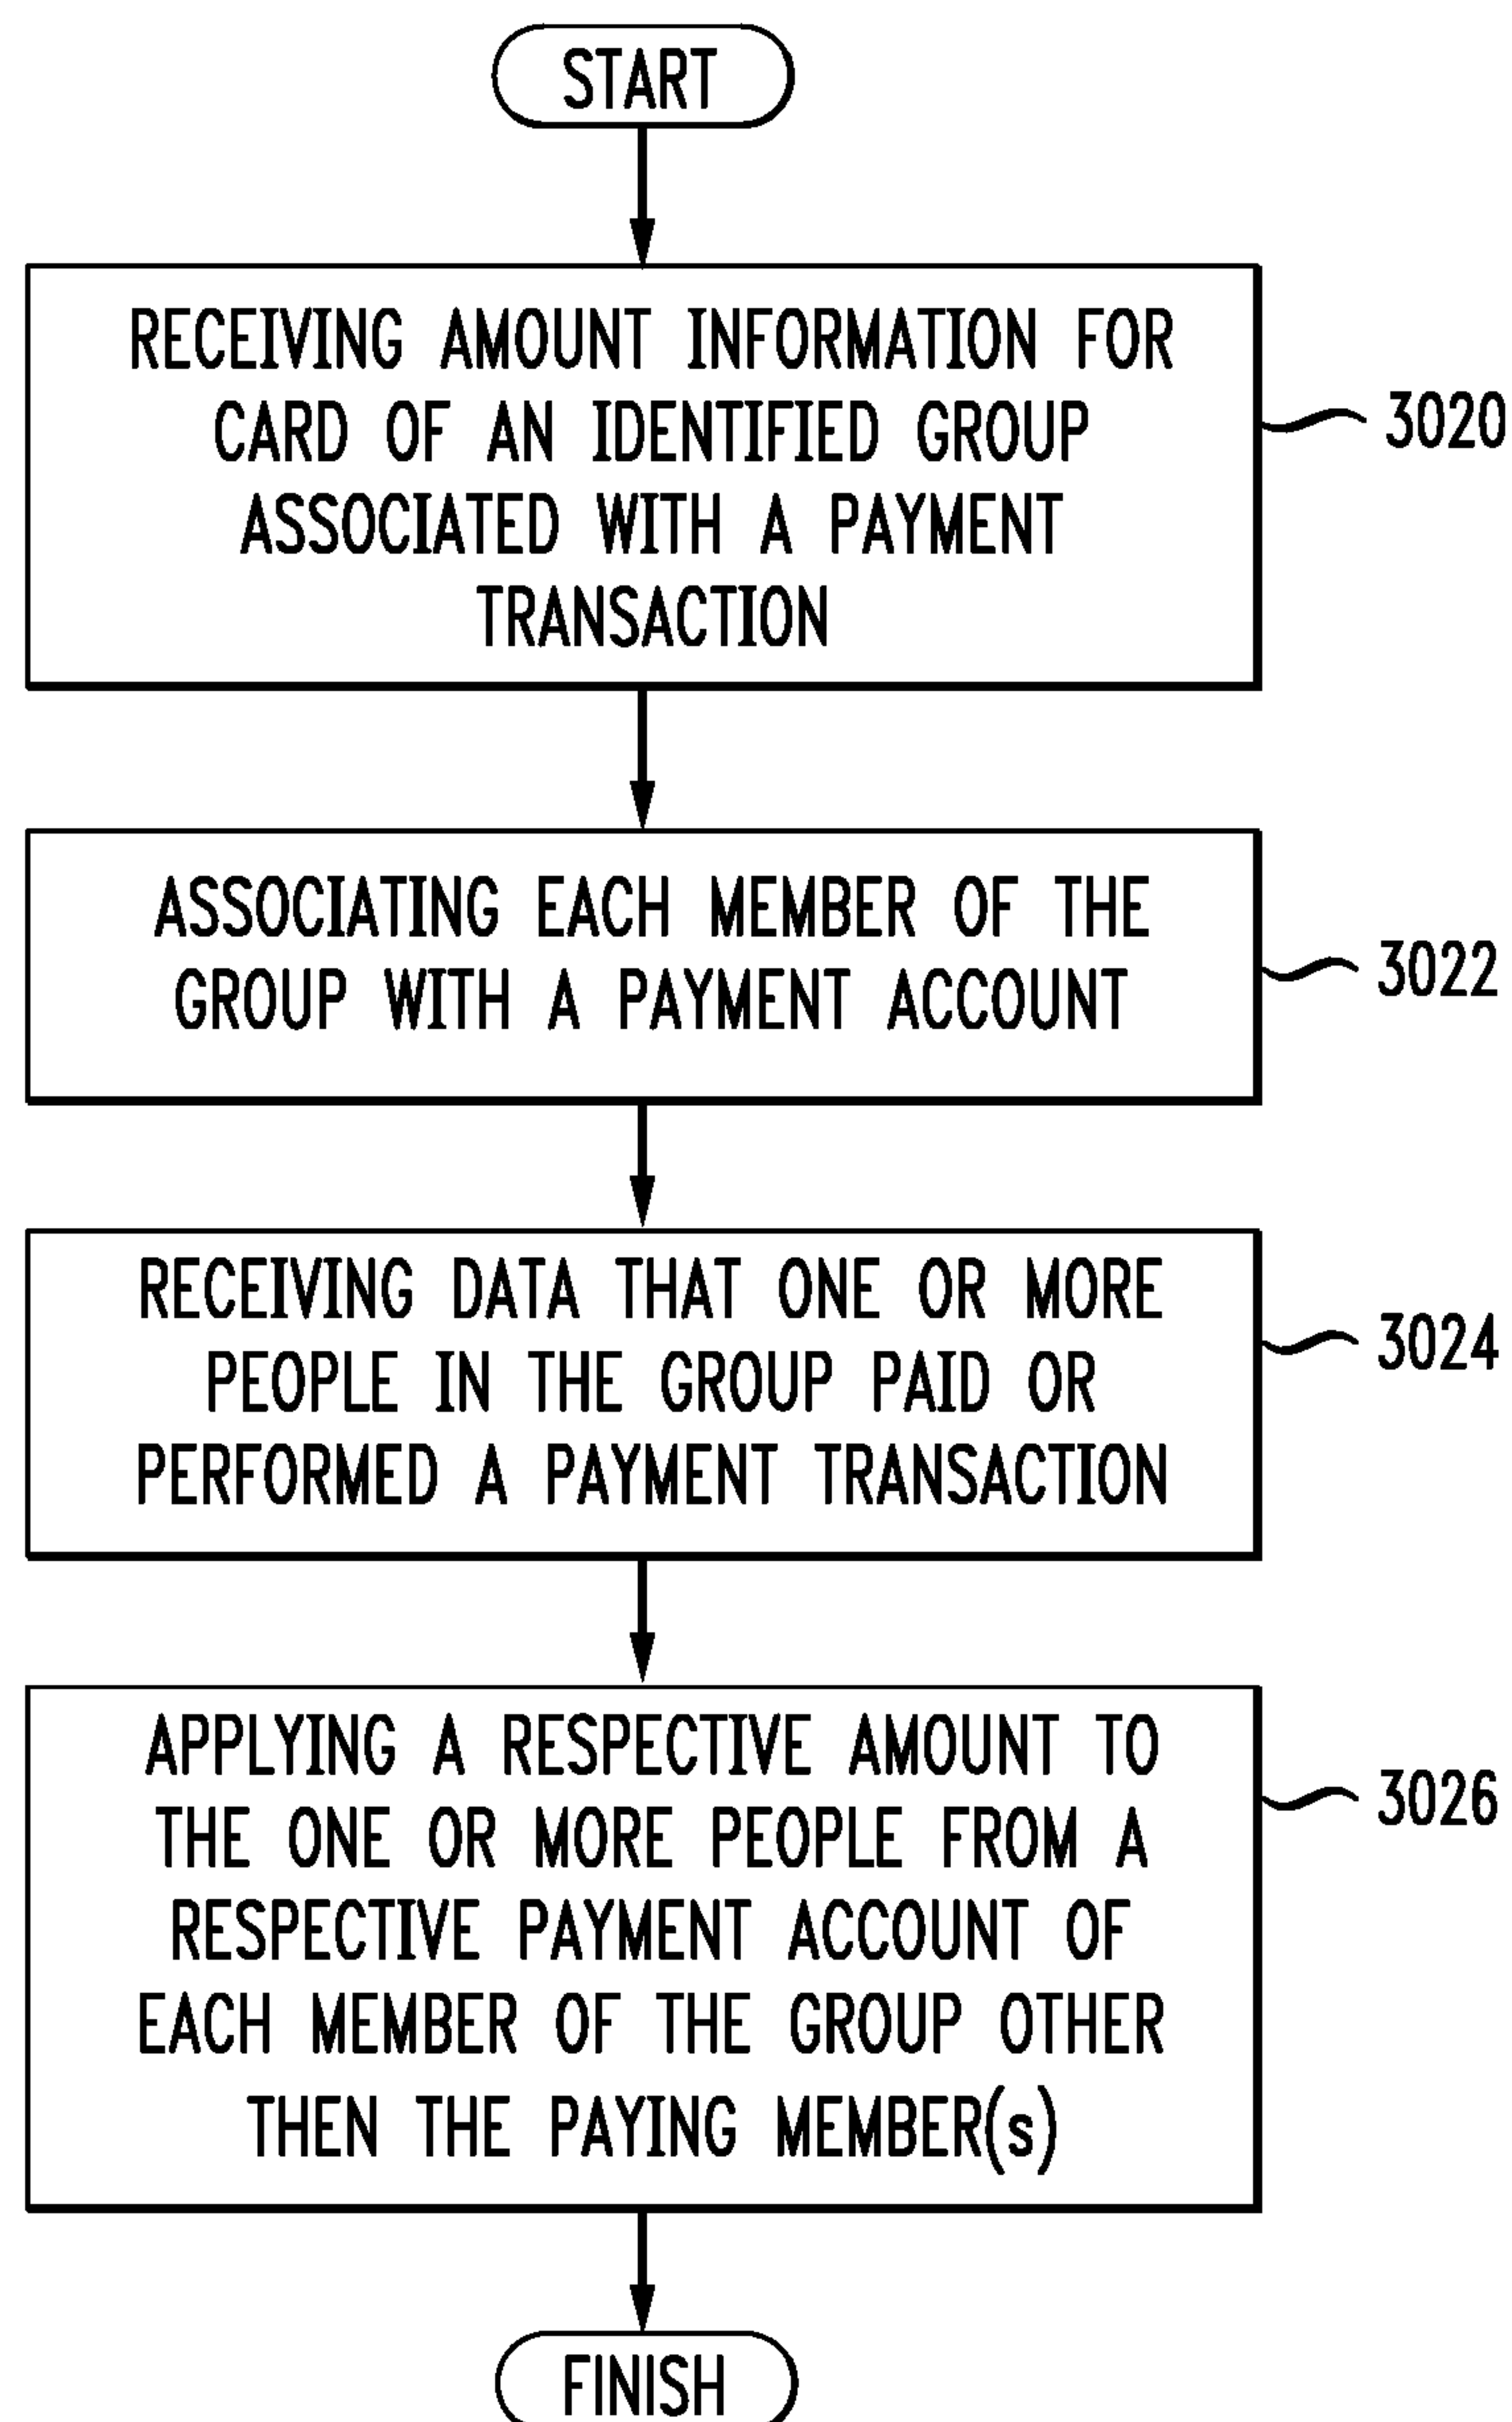 START
RECEIVING AMOUNT INFORMATION FOR
CARD OF AN IDENTIFIED GROUP
ASSOCIATED WITH A PAYMENT
TRANSACTION
3020
ASSOCIATING EACH MEMBER OF THE
GROUP WITH A PAYMENT ACCOUNT
3022
RECEIVING DATA THAT ONE OR MORE
PEOPLE IN THE GROUP PAID OR
PERFORMED A PAYMENT TRANSACTION
3024
APPLYING A RESPECTIVE AMOUNT TO
THE ONE OR MORE PEOPLE FROM A
RESPECTIVE PAYMENT ACCOUNT OF
EACH MEMBER OF THE GROUP OTHER
THEN THE PAYING MEMBER(s)
3026
FINISH